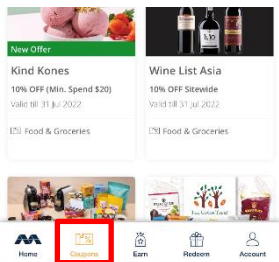 New Offer
Kind Kones
10% OFF (Min. Spend $20)
Valid till 31 Jul 2022
Food & Groceries
Wine List Asia
10% OFF Sitewide
Valid till 31 Jul 2022
Food & Groceries
Home
Coupons
Earn
Redeem
Account